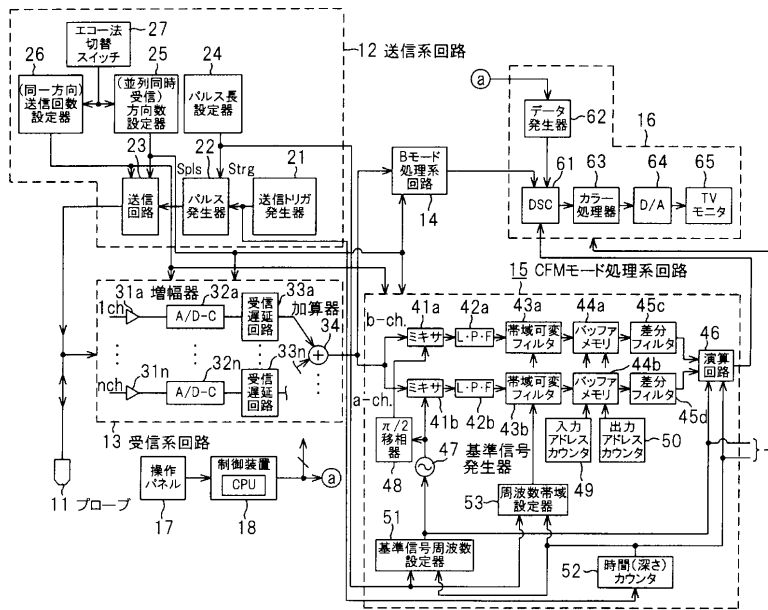 エコー法
切替
スイッチ
27
12 送信系回路
26
25
24
(同一方向)
送信回数
設定器
(並列同時
受信)
方向数
設定器
パルス長
設定器
23
Spls
22
Strg
21
送信
回路
パルス
発生器
送信トリガ
発生器
Bモード
処理系
回路
14
a
データ
発生器
62
16
61
63
64
65
DSC
カラー
処理器
D/A
TV
モニタ
15 CFMモード処理系回路
増幅器
31a
32a
33a
加算器
1ch
A/D-C
受信
遅延
回路
34
33n
31n
32n
nch
A/D-C
受信
遅延
回路
13 受信系回路
b-ch.
41a
42a
43a
44a
45c
46
ミキサ
L・P・F
帯域可変
フィルタ
バッファ
メモリ
差分
フィルタ
演算
回路
44b
a-ch.
ミキサ
L・P・F
帯域可変
フィルタ
バッファ
メモリ
差分
フィルタ
41b
42b
43b
45d
π/2
移相
器
48
47
基準信号
発生器
入力
アドレス
カウンタ
49
出力
アドレス
カウンタ
50
11 プローブ
操作
パネル
17
制御装置
CPU
18
a
53
周波数帯域
設定器
51
基準信号周波数
設定器
52
時間(深さ)
カウンタ